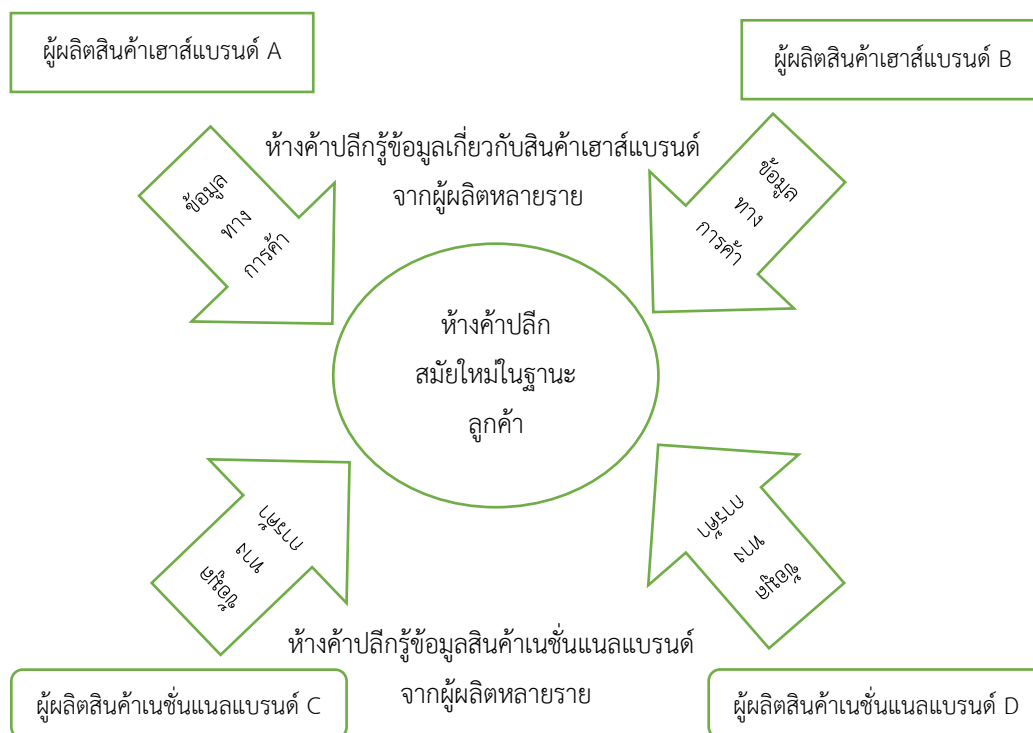 ผู้ผลิตสินค้าเฮาส์แบรนด์ A
ผู้ผลิตสินค้าเฮาส์แบรนด์ B
ห้างค้าปลีกรู้ข้อมูลเกี่ยวกับสินค้าเฮาส์แบรนด์
จากผู้ผลิตหลายราย
ข้อมูล
ทาง
การค้า
ข้อมูล
ทาง
การค้า
ห้างค้าปลีก
สมัยใหม่ในฐานะ
ลูกค้า
ข้อมูล
ทาง
การค้า
ข้อมูล
ทาง
การค้า
ห้างค้าปลีกรู้ข้อมูลสินค้าเนชั่นแนลแบรนด์
จากผู้ผลิตหลายราย
ผู้ผลิตสินค้าเนชั่นแนลแบรนด์ C
ผู้ผลิตสินค้าเนชั่นแนลแบรนด์ D